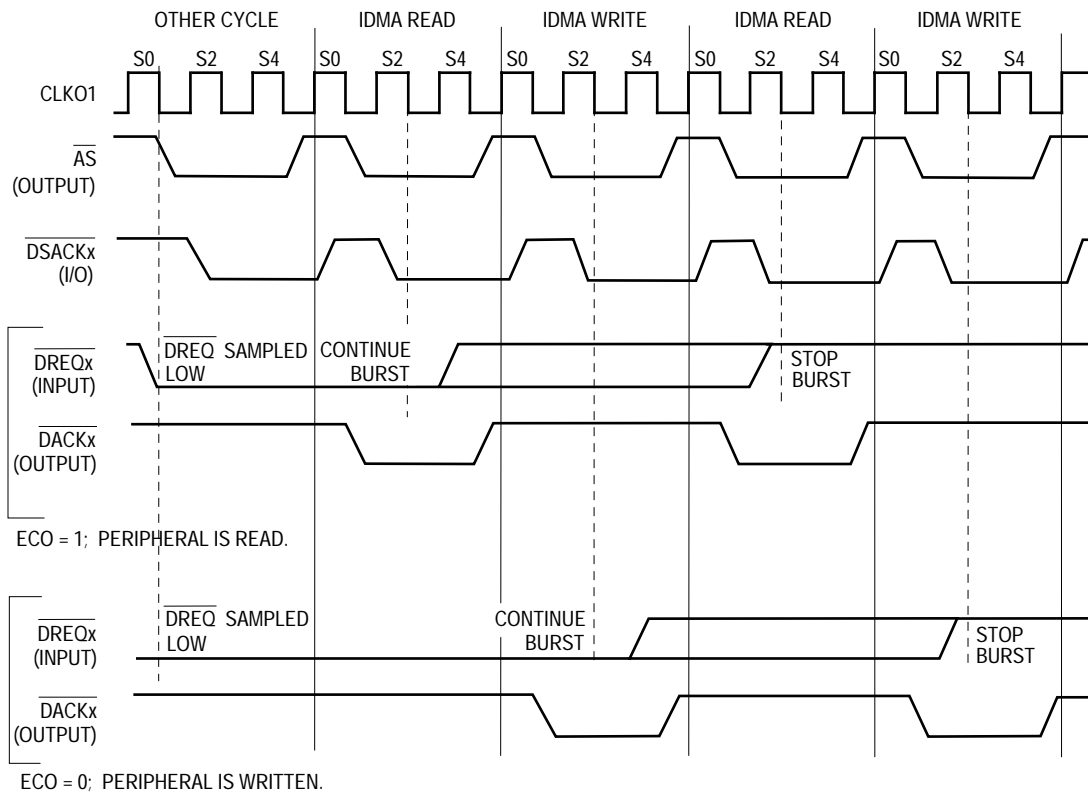 OTHER CYCLE IDMA READ IDMA WRITE IDMA READ IDMA WRITE
S0 S2 S4 S0 S2 S4 S0 S2 S4 S0 S2 S4 S0 S2 S4
CLKO1
AS
(OUTPUT)
DSACKx
(I/O)
DREQx
(INPUT)
DREQ SAMPLED
LOW
CONTINUE
BURST
STOP
BURST
DACKx
(OUTPUT)
ECO = 1; PERIPHERAL IS READ.
DREQx
(INPUT)
DREQ SAMPLED
LOW
CONTINUE
BURST
STOP
BURST
DACKx
(OUTPUT)
ECO = 0; PERIPHERAL IS WRITTEN.